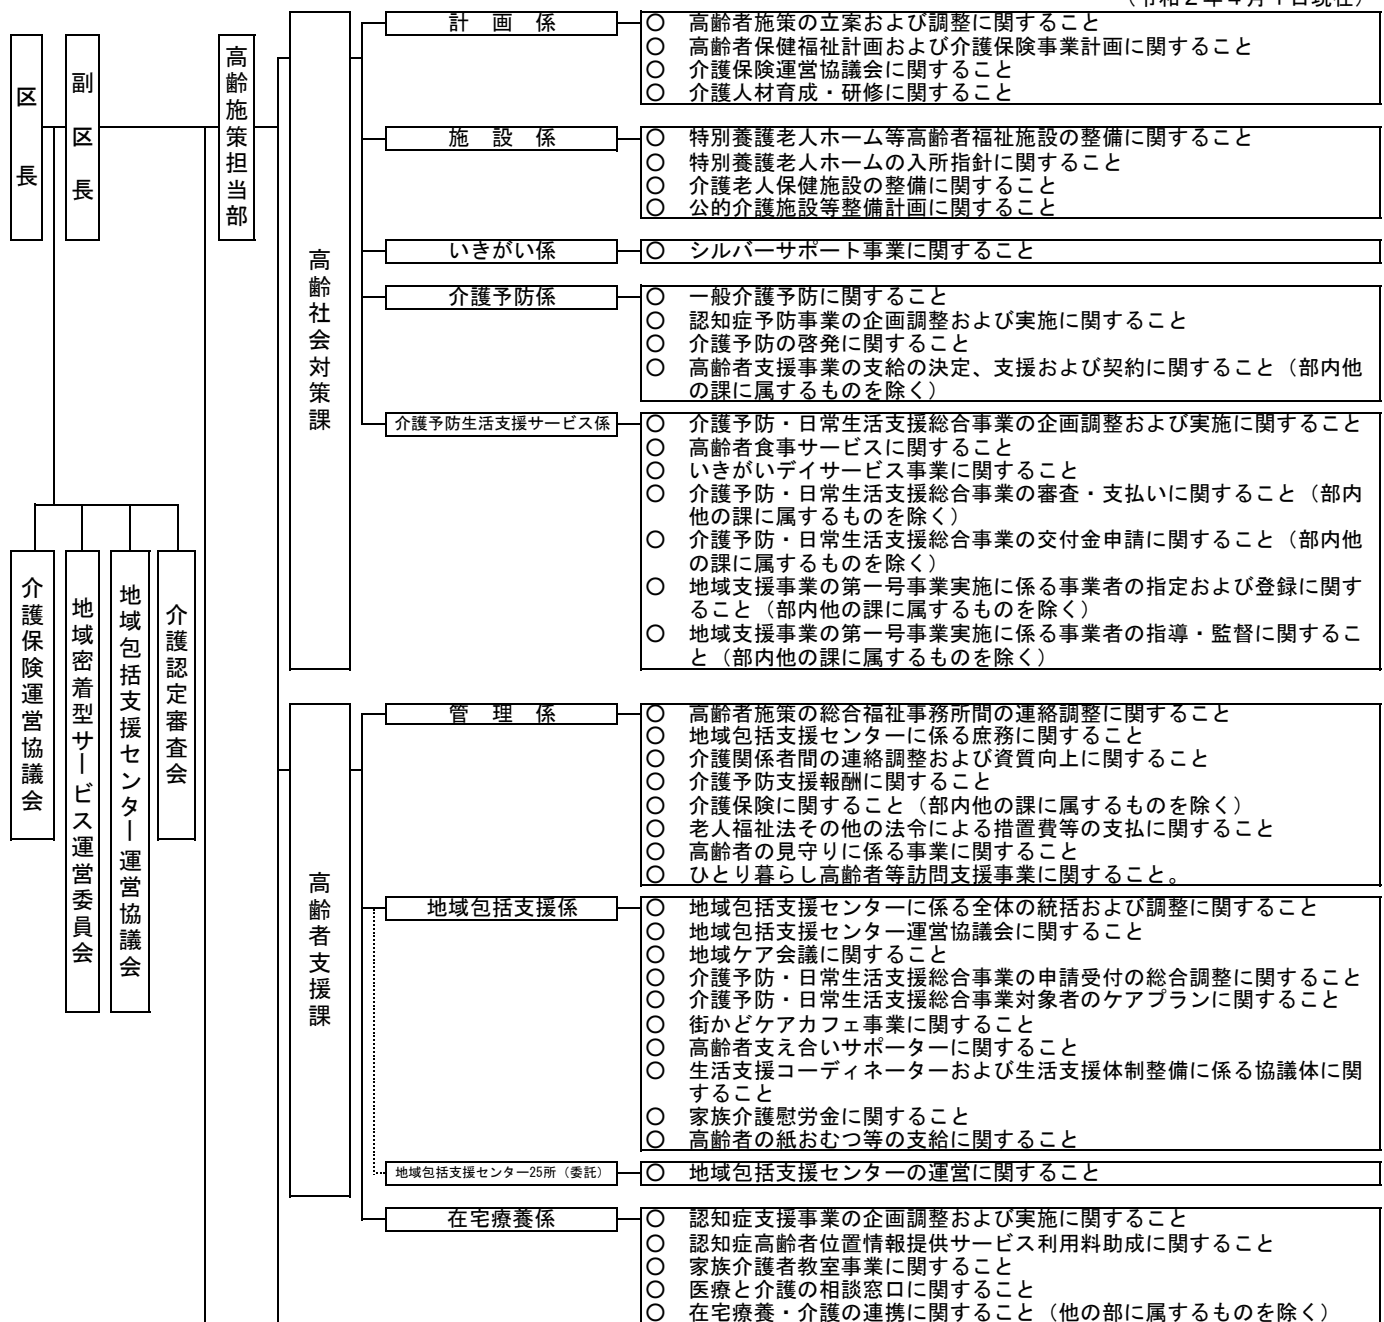 （令和２年４月１日現在）
区長
副区長
高齢施策担当部
高齢社会対策課
計画係
○　高齢者施策の立案および調整に関すること
○　高齢者保健福祉計画および介護保険事業計画に関すること
○　介護保険運営協議会に関すること
○　介護人材育成・研修に関すること
施設係
○　特別養護老人ホーム等高齢者福祉施設の整備に関すること
○　特別養護老人ホームの入所指針に関すること
○　介護老人保健施設の整備に関すること
○　公的介護施設等整備計画に関すること
いきがい係
○　シルバーサポート事業に関すること
介護予防係
○　一般介護予防に関すること
○　認知症予防事業の企画調整および実施に関すること
○　介護予防の啓発に関すること
○　高齢者支援事業の支給の決定、支援および契約に関すること（部内他
の課に属するものを除く）
介護予防生活支援サービス係
○　介護予防・日常生活支援総合事業の企画調整および実施に関すること
○　高齢者食事サービスに関すること
○　いきがいデイサービス事業に関すること
○　介護予防・日常生活支援総合事業の審査・支払いに関すること（部内
他の課に属するものを除く）
○　介護予防・日常生活支援総合事業の交付金申請に関すること（部内他
の課に属するものを除く）
○　地域支援事業の第一号事業実施に係る事業者の指定および登録に関す
ること（部内他の課に属するものを除く）
○　地域支援事業の第一号事業実施に係る事業者の指導・監督に関するこ
と（部内他の課に属するものを除く）
介護保険運営協議会
地域密着型サービス運営委員会
地域包括支援センター運営協議会
介護認定審査会
高齢者支援課
管理係
○　高齢者施策の総合福祉事務所間の連絡調整に関すること
○　地域包括支援センターに係る庶務に関すること
○　介護関係者間の連絡調整および資質向上に関すること
○　介護予防支援報酬に関すること
○　介護保険に関すること（部内他の課に属するものを除く）
○　老人福祉法その他の法令による措置費等の支払に関すること
○　高齢者の見守りに係る事業に関すること
○　ひとり暮らし高齢者等訪問支援事業に関すること。
地域包括支援係
○　地域包括支援センターに係る全体の統括および調整に関すること
○　地域包括支援センター運営協議会に関すること
○　地域ケア会議に関すること
○　介護予防・日常生活支援総合事業の申請受付の総合調整に関すること
○　介護予防・日常生活支援総合事業対象者のケアプランに関すること
○　街かどケアカフェ事業に関すること
○　高齢者支え合いサポーターに関すること
○　生活支援コーディネーターおよび生活支援体制整備に係る協議体に関
すること
○　家族介護慰労金に関すること
○　高齢者の紙おむつ等の支給に関すること
地域包括支援センター25所（委託）
○　地域包括支援センターの運営に関すること
在宅療養係
○　認知症支援事業の企画調整および実施に関すること
○　認知症高齢者位置情報提供サービス利用料助成に関すること
○　家族介護者教室事業に関すること
○　医療と介護の相談窓口に関すること
○　在宅療養・介護の連携に関すること（他の部に属するものを除く）